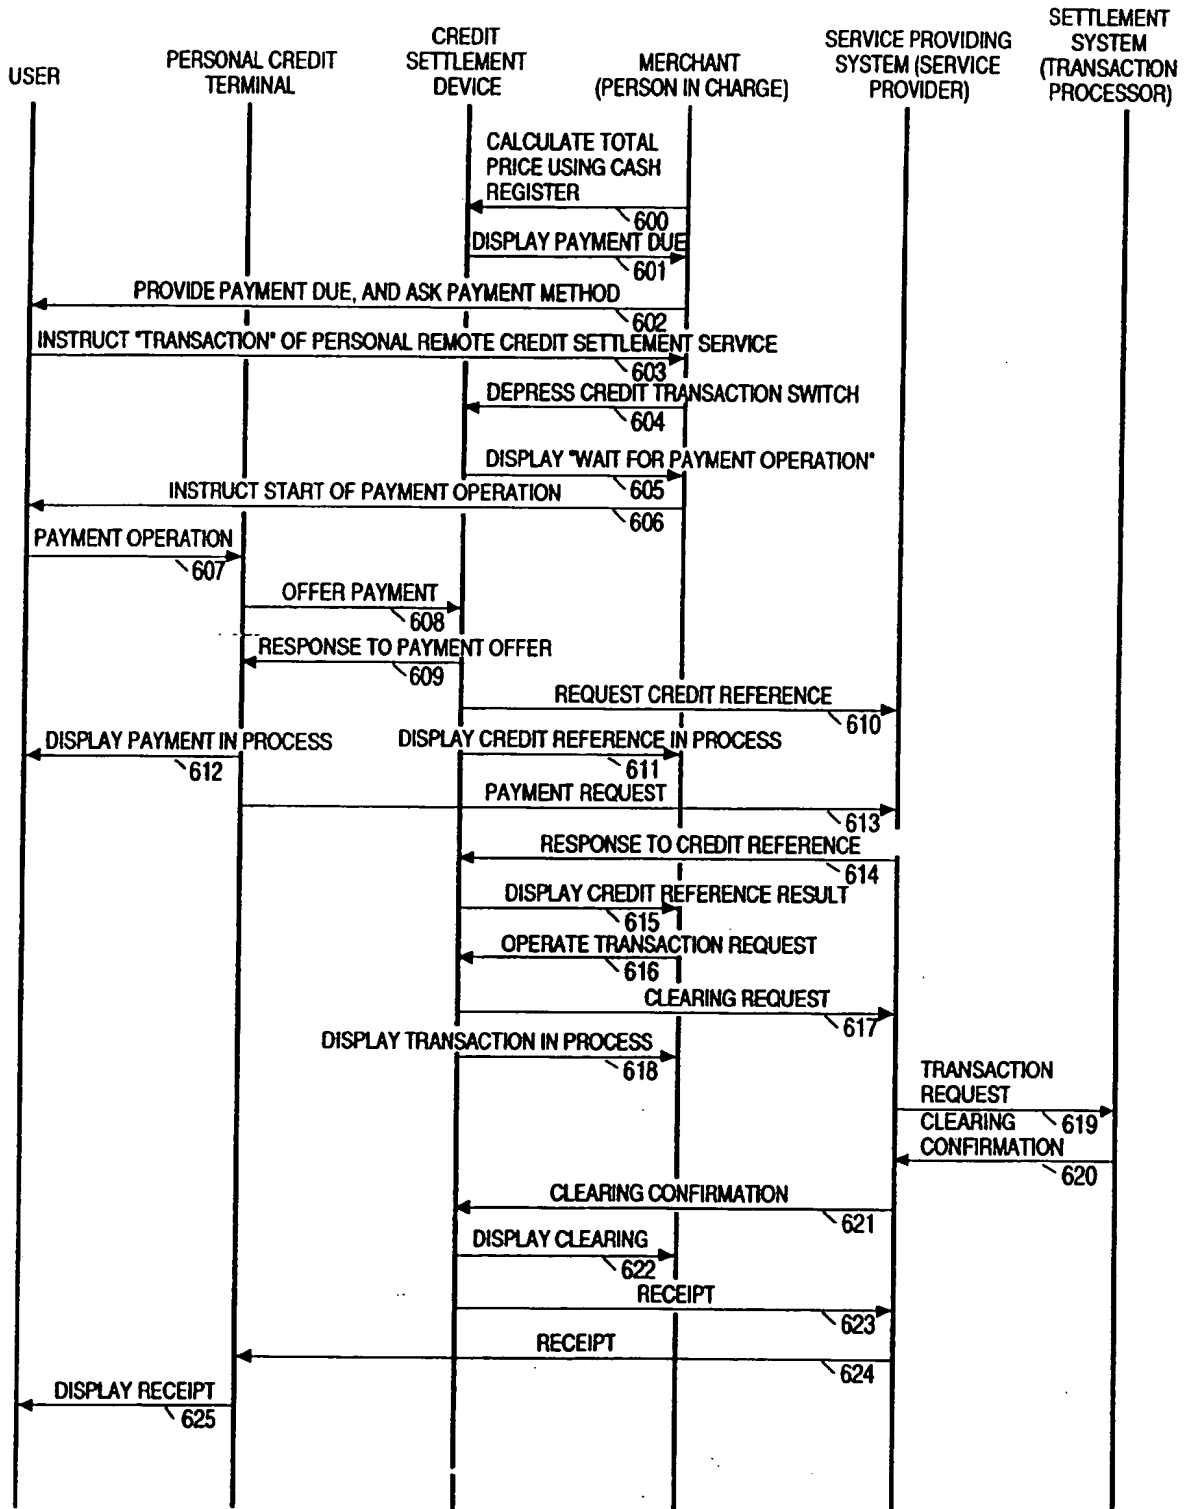 USER
PERSONAL CREDIT
TERMINAL
CREDIT
SETTLEMENT
DEVICE
MERCHANT
(PERSON IN CHARGE)
SERVICE PROVIDING
SYSTEM (SERVICE
PROVIDER)
SETTLEMENT
SYSTEM
(TRANSACTION
PROCESSOR)
CALCULATE TOTAL
PRICE USING CASH
REGISTER
600
DISPLAY PAYMENT DUE
601
PROVIDE PAYMENT DUE, AND ASK PAYMENT METHOD
602
INSTRUCT "TRANSACTION" OF PERSONAL REMOTE CREDIT SETTLEMENT SERVICE
603
DEPRESS CREDIT TRANSACTION SWITCH
604
DISPLAY "WAIT FOR PAYMENT OPERATION"
605
INSTRUCT START OF PAYMENT OPERATION
606
PAYMENT OPERATION
607
OFFER PAYMENT
608
RESPONSE TO PAYMENT OFFER
609
REQUEST CREDIT REFERENCE
610
DISPLAY PAYMENT IN PROCESS
612
DISPLAY CREDIT REFERENCE IN PROCESS
611
PAYMENT REQUEST
613
RESPONSE TO CREDIT REFERENCE
614
DISPLAY CREDIT REFERENCE RESULT
615
OPERATE TRANSACTION REQUEST
616
CLEARING REQUEST
617
DISPLAY TRANSACTION IN PROCESS
618
TRANSACTION
REQUEST
619
CLEARING
CONFIRMATION
620
CLEARING CONFIRMATION
621
DISPLAY CLEARING
622
RECEIPT
623
RECEIPT
624
DISPLAY RECEIPT
625